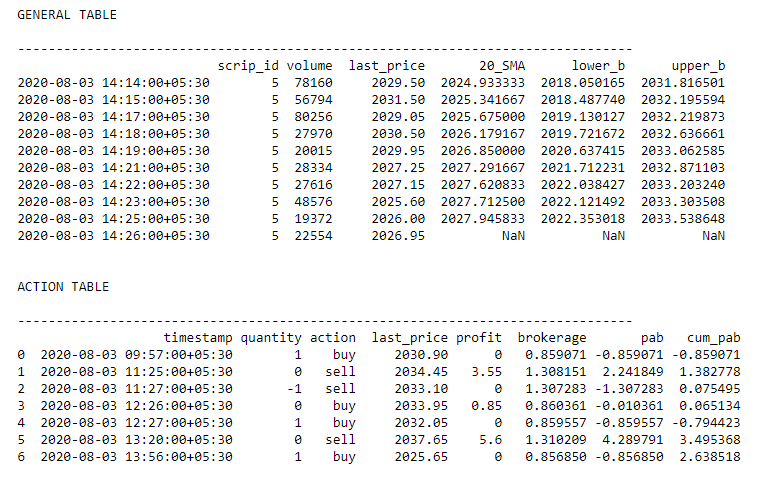 GENERAL TABLE
-------------------------------------------------------------------------
scrip_id volume last_price 20_SMA lower_b upper_b
2020-08-03 14:14:00+05:30 5 78160 2029.50 2024.933333 2018.050165 2031.816501
2020-08-03 14:15:00+05:30 5 56794 2031.50 2025.341667 2018.487740 2032.195594
2020-08-03 14:17:00+05:30 5 80256 2029.05 2025.675000 2019.130127 2032.219873
2020-08-03 14:18:00+05:30 5 27970 2030.50 2026.179167 2019.721672 2032.636661
2020-08-03 14:19:00+05:30 5 20015 2029.95 2026.850000 2020.637415 2033.062585
2020-08-03 14:21:00+05:30 5 28334 2027.25 2027.291667 2021.712231 2032.871103
2020-08-03 14:22:00+05:30 5 27616 2027.15 2027.620833 2022.038427 2033.203240
2020-08-03 14:23:00+05:30 5 48576 2025.60 2027.712500 2022.121492 2033.303508
2020-08-03 14:25:00+05:30 5 19372 2026.00 2027.945833 2022.353018 2033.538648
2020-08-03 14:26:00+05:30 5 22554 2026.95 NaN NaN NaN
ACTION TABLE
-------------------------------------------------------------------------
timestamp quantity action last_price profit brokerage pab cum_pab
0 2020-08-03 09:57:00+05:30 1 buy 2030.90 0 0.859071 -0.859071 -0.859071
1 2020-08-03 11:25:00+05:30 0 sell 2034.45 3.55 1.308151 2.241849 1.382778
2 2020-08-03 11:27:00+05:30 -1 sell 2033.10 0 1.307283 -1.307283 0.075495
3 2020-08-03 12:26:00+05:30 0 buy 2033.95 0.85 0.860361 -0.010361 0.065134
4 2020-08-03 12:27:00+05:30 1 buy 2032.05 0 0.859557 -0.859557 -0.794423
5 2020-08-03 13:20:00+05:30 0 sell 2037.65 5.6 1.310209 4.289791 3.495368
6 2020-08-03 13:56:00+05:30 1 buy 2025.65 0 0.856850 -0.856850 2.638518